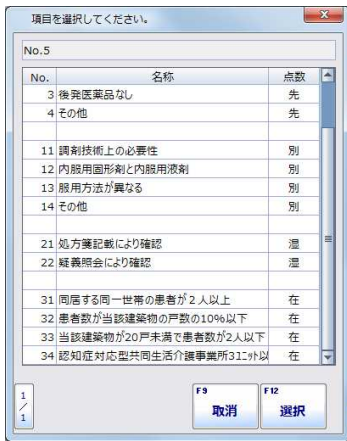 項目を選択してください。
No.5
No. 名称 点数
3 後発医薬品なし 先
4 その他 先
11 調剤技術上の必要性 別
12 内服用固形剤と内服用液剤 別
13 服用方法が異なる 別
14 その他 別
21 処方箋記載により確認 湿
22 疑義照会により確認 湿
31 同居する同一世帯の患者が2人以上 在
32 患者数が当該建築物の戸数の10%以下 在
33 当該建築物が20戸未満で患者数が2人以下 在
34 認知症対応型共同生活介護事業所3ユニット以 在
1/1
F9 取消
F12 選択